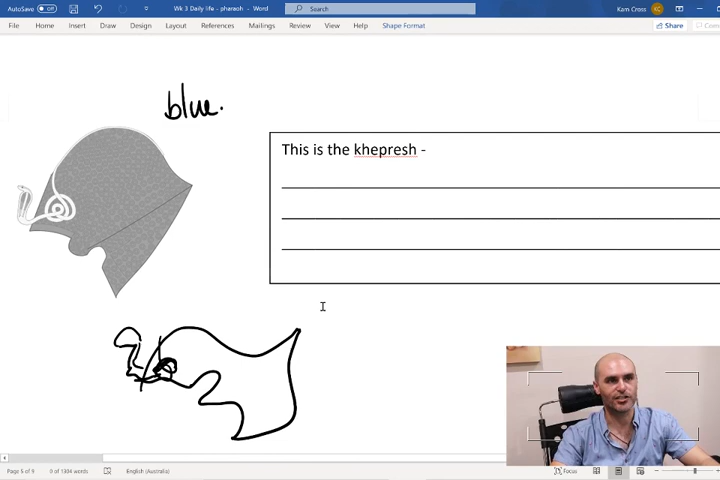 AutoSave Off Wk 3 Daily life - pharaoh - Word Search Kam Cross KC
File Home Insert Draw Design Layout References Mailings Review View Help Shape Format Share
blue.
This is the khepresh -
Page 5 of 9 0 of 1304 words English (Australia) Focus